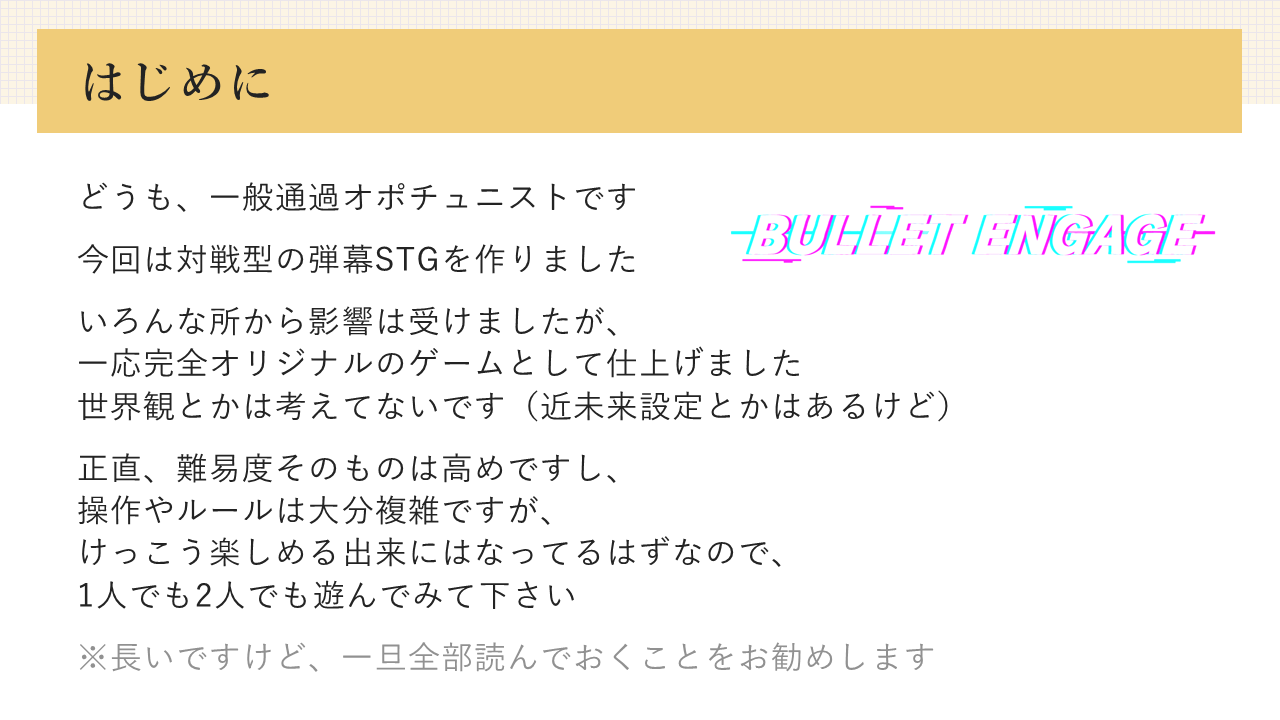 はじめに
どうも、一般通過オポチュニストです
BULLET ENGAGE
今回は対戦型の弾幕STGを作りました
いろんな所から影響は受けましたが、
一応完全オリジナルのゲームとして仕上げました
世界観とかは考えてないです（近未来設定とかはあるけど）
正直、難易度そのものは高めですし、
操作やルールは大分複雑ですが、
けっこう楽しめる出来にはなってるはずなので、
1人でも2人でも遊んでみて下さい
※長いですけど、一旦全部読んでおくことをお勧めします